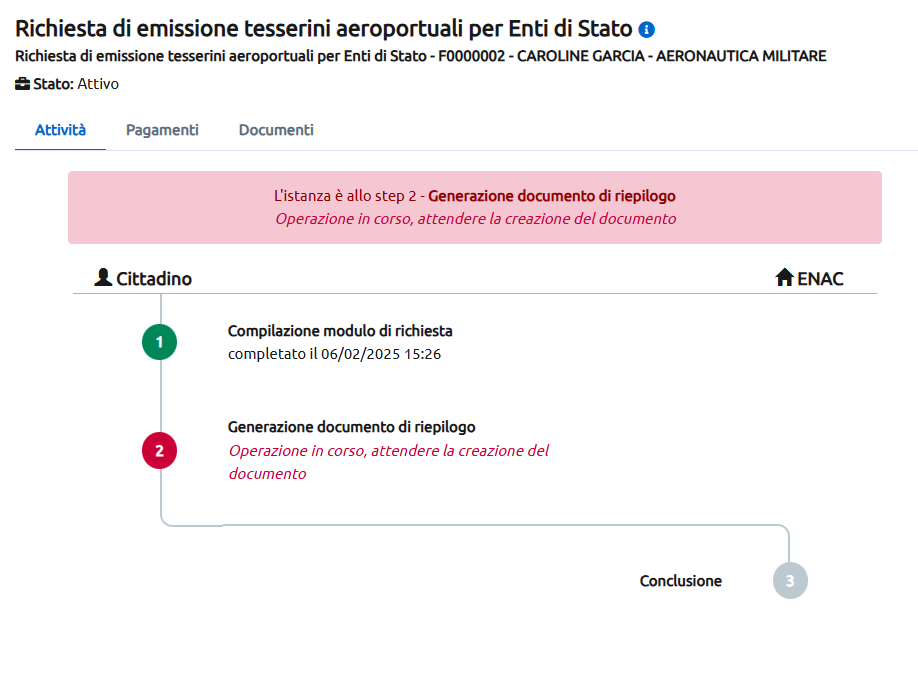 Richiesta di emissione tesserini aeroportuali per Enti di Stato
Richiesta di emissione tesserini aeroportuali per Enti di Stato - F0000002 - CAROLINE GARCIA - AERONAUTICA MILITARE
Stato: Attivo
Attività Pagamenti Documenti
L'istanza è allo step 2 - Generazione documento di riepilogo
Operazione in corso, attendere la creazione del documento
Cittadino ENAC
1 Compilazione modulo di richiesta
completato il 06/02/2025 15:26
Generazione documento di riepilogo
2 Operazione in corso, attendere la creazione del
documento
Conclusione 3